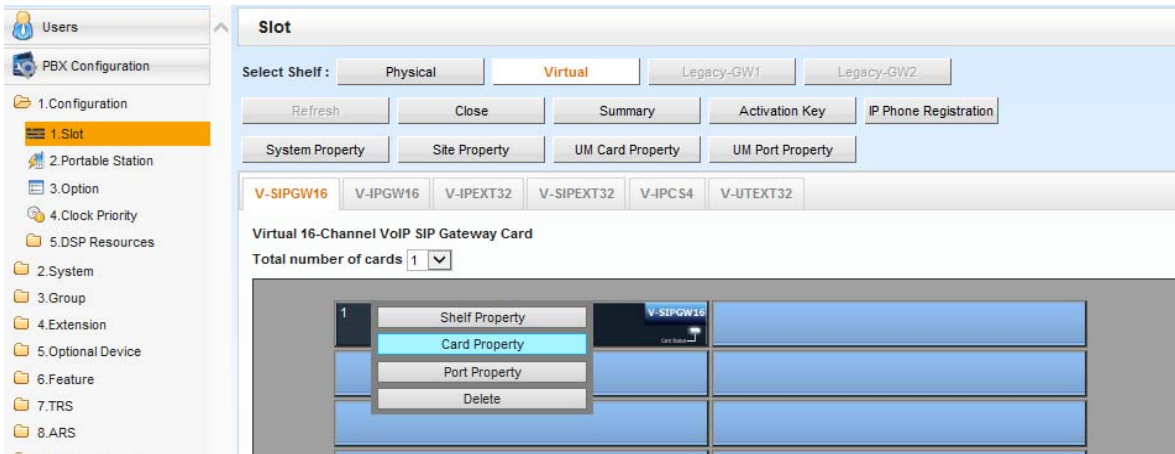 Users
PBX Configuration
1.Configuration
1.Slot
2.Portable Station
3.Option
4.Clock Priority
5.DSP Resources
2.System
3.Group
4.Extension
5.Optional Device
6.Feature
7.TRS
8.ARS
Slot
Select Shelf : Physical Virtual Legacy-GW1 Legacy-GW2
Refresh Close Summary Activation Key IP Phone Registration
System Property Site Property UM Card Property UM Port Property
V-SIPGW16 V-IPGW16 V-IPEXT32 V-SIPEXT32 V-IPCS4 V-UTEXT32
Virtual 16-Channel VoIP SIP Gateway Card
Total number of cards 1
1
Shelf Property
Card Property
Port Property
Delete
V-SIPGW16
Card Status